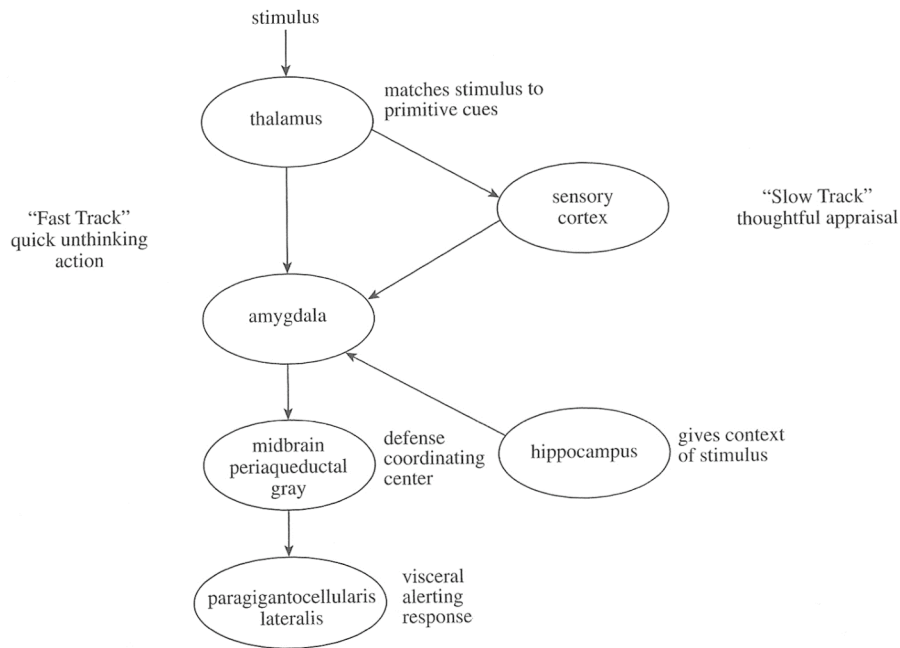 stimulus
thalamus
matches stimulus to
primitive cues
sensory
cortex
“Slow Track”
thoughtful appraisal
“Fast Track”
quick unthinking
action
amygdala
midbrain
periaqueductal
gray
defense
coordinating
center
hippocampus
gives context
of stimulus
paragigantocellularis
lateralis
visceral
alerting
response